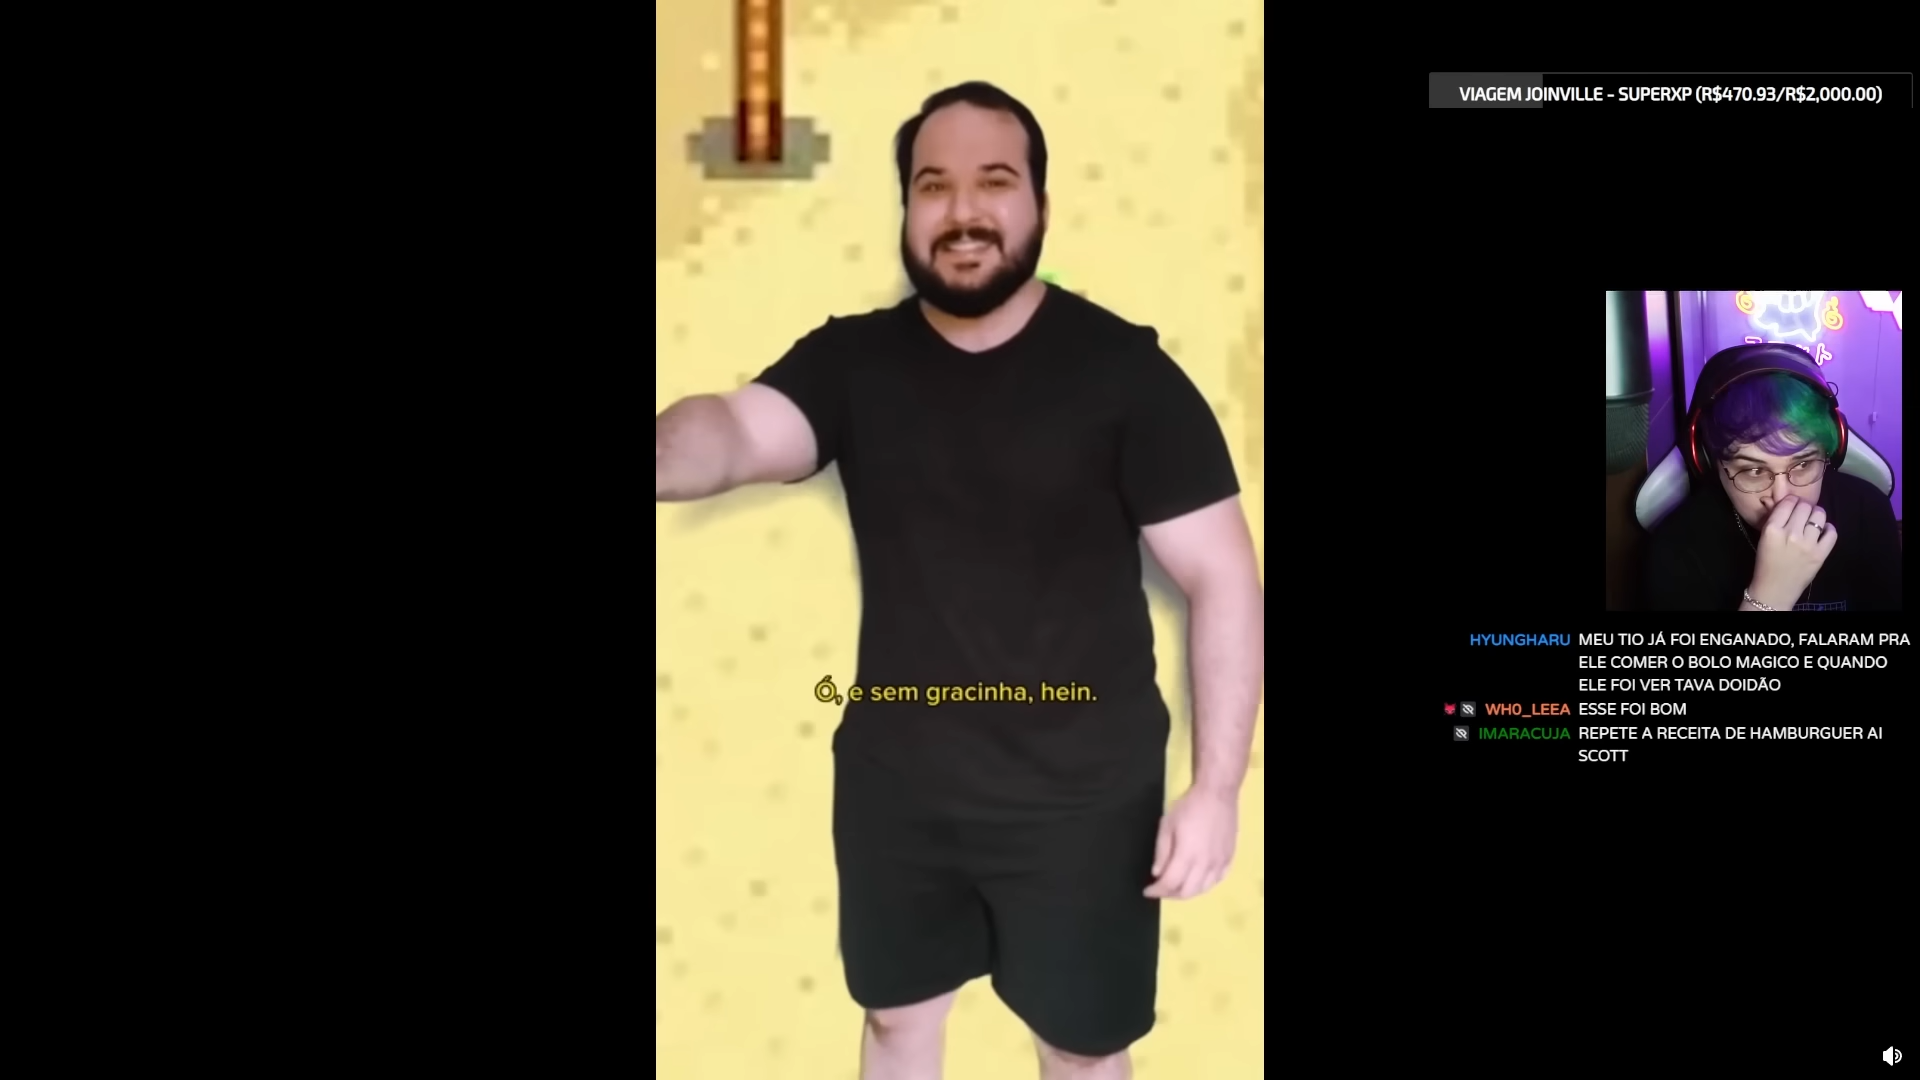 VIAGEM JOINVILLE - SUPERXP (R$470.93/R$2,000.00)
Ó, e sem gracinha, hein.
HYUNGHARU MEU TIO JÁ FOI ENGANADO, FALARAM PRA
ELE COMER O BOLO MAGICO E QUANDO
ELE FOI VER TAVA DOIDÃO
WH0_LEEA ESSE FOI BOM
IMARACUJA REPETE A RECEITA DE HAMBURGUER AI
SCOTT